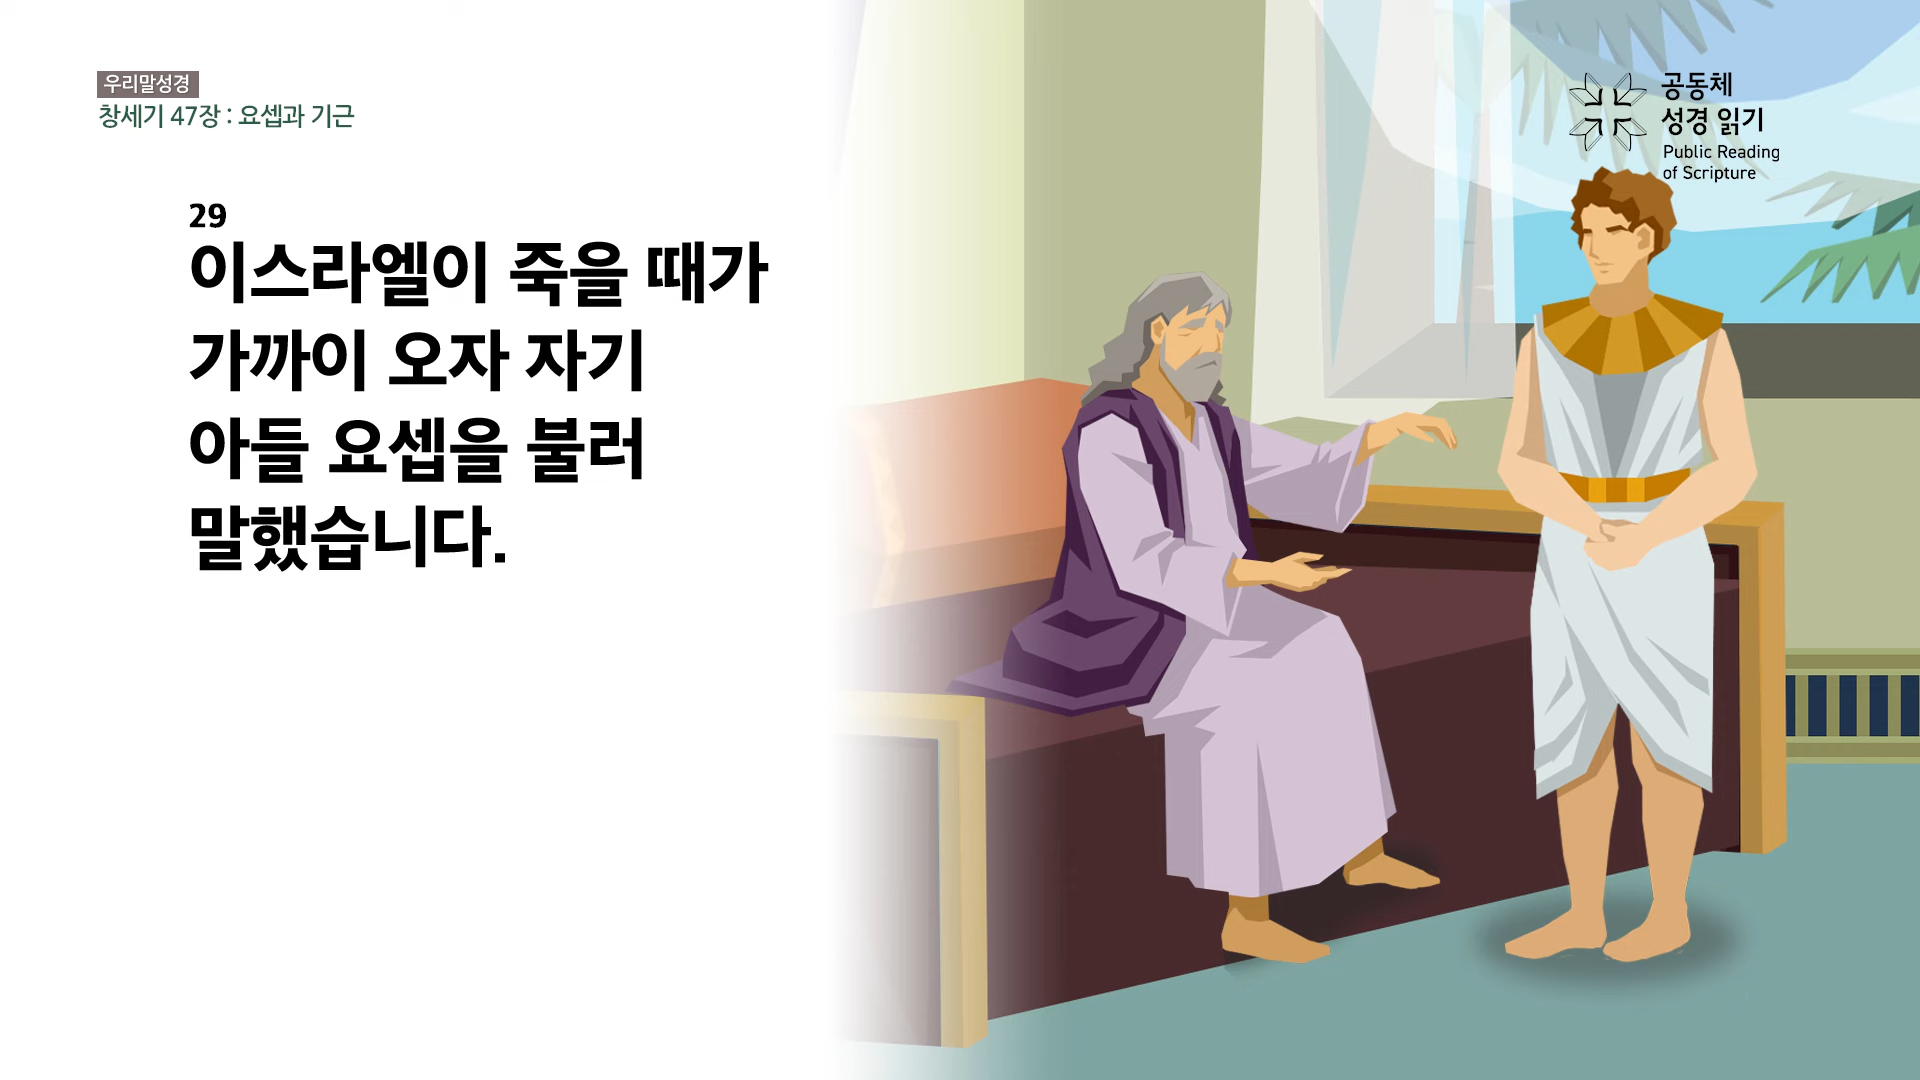 우리말성경
창세기 47장 : 요셉과 기근
공동체
성경 읽기
Public Reading
of Scripture
29
이스라엘이 죽을 때가
가까이 오자 자기
아들 요셉을 불러
말했습니다.